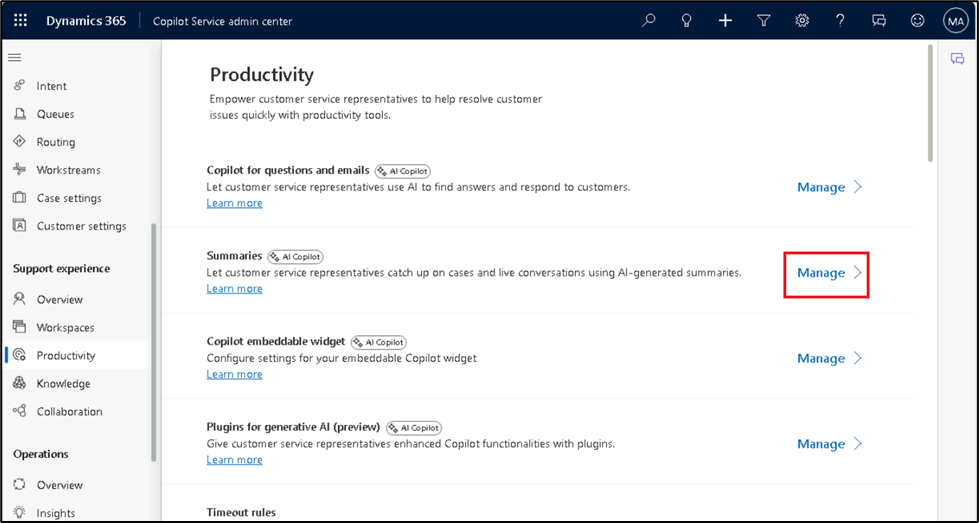 Dynamics 365 Copilot Service admin center MA
Productivity
Empower customer service representatives to help resolve customer
issues quickly with productivity tools.
Intent
Queues
Routing
Workstreams
Case settings
Customer settings
Support experience
Overview
Workspaces
Productivity
Knowledge
Collaboration
Operations
Overview
Insights
Copilot for questions and emails AI Copilot
Let customer service representatives use AI to find answers and respond to customers.
Learn more
Manage
Summaries AI Copilot
Let customer service representatives catch up on cases and live conversations using AI-generated summaries.
Learn more
Manage
Copilot embeddable widget AI Copilot
Configure settings for your embeddable Copilot widget
Learn more
Manage
Plugins for generative AI (preview) AI Copilot
Give customer service representatives enhanced Copilot functionalities with plugins.
Learn more
Manage
Timeout rules